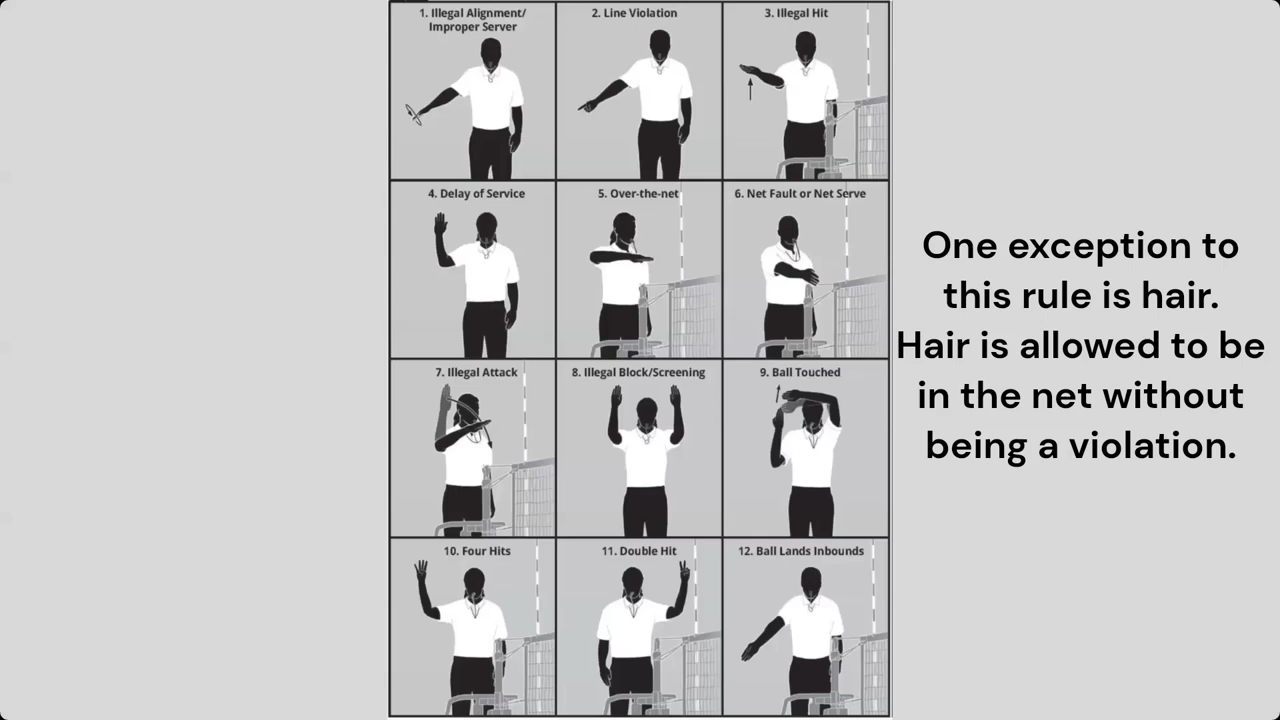 1. Illegal Alignment/
Improper Server
2. Line Violation
3. Illegal Hit
4. Delay of Service
5. Over-the-net
6. Net Fault or Net Serve
7. Illegal Attack
8. Illegal Block/Screening
9. Ball Touched
10. Four Hits
11. Double Hit
12. Ball Lands Inbounds
One exception to
this rule is hair.
Hair is allowed to be
in the net without
being a violation.